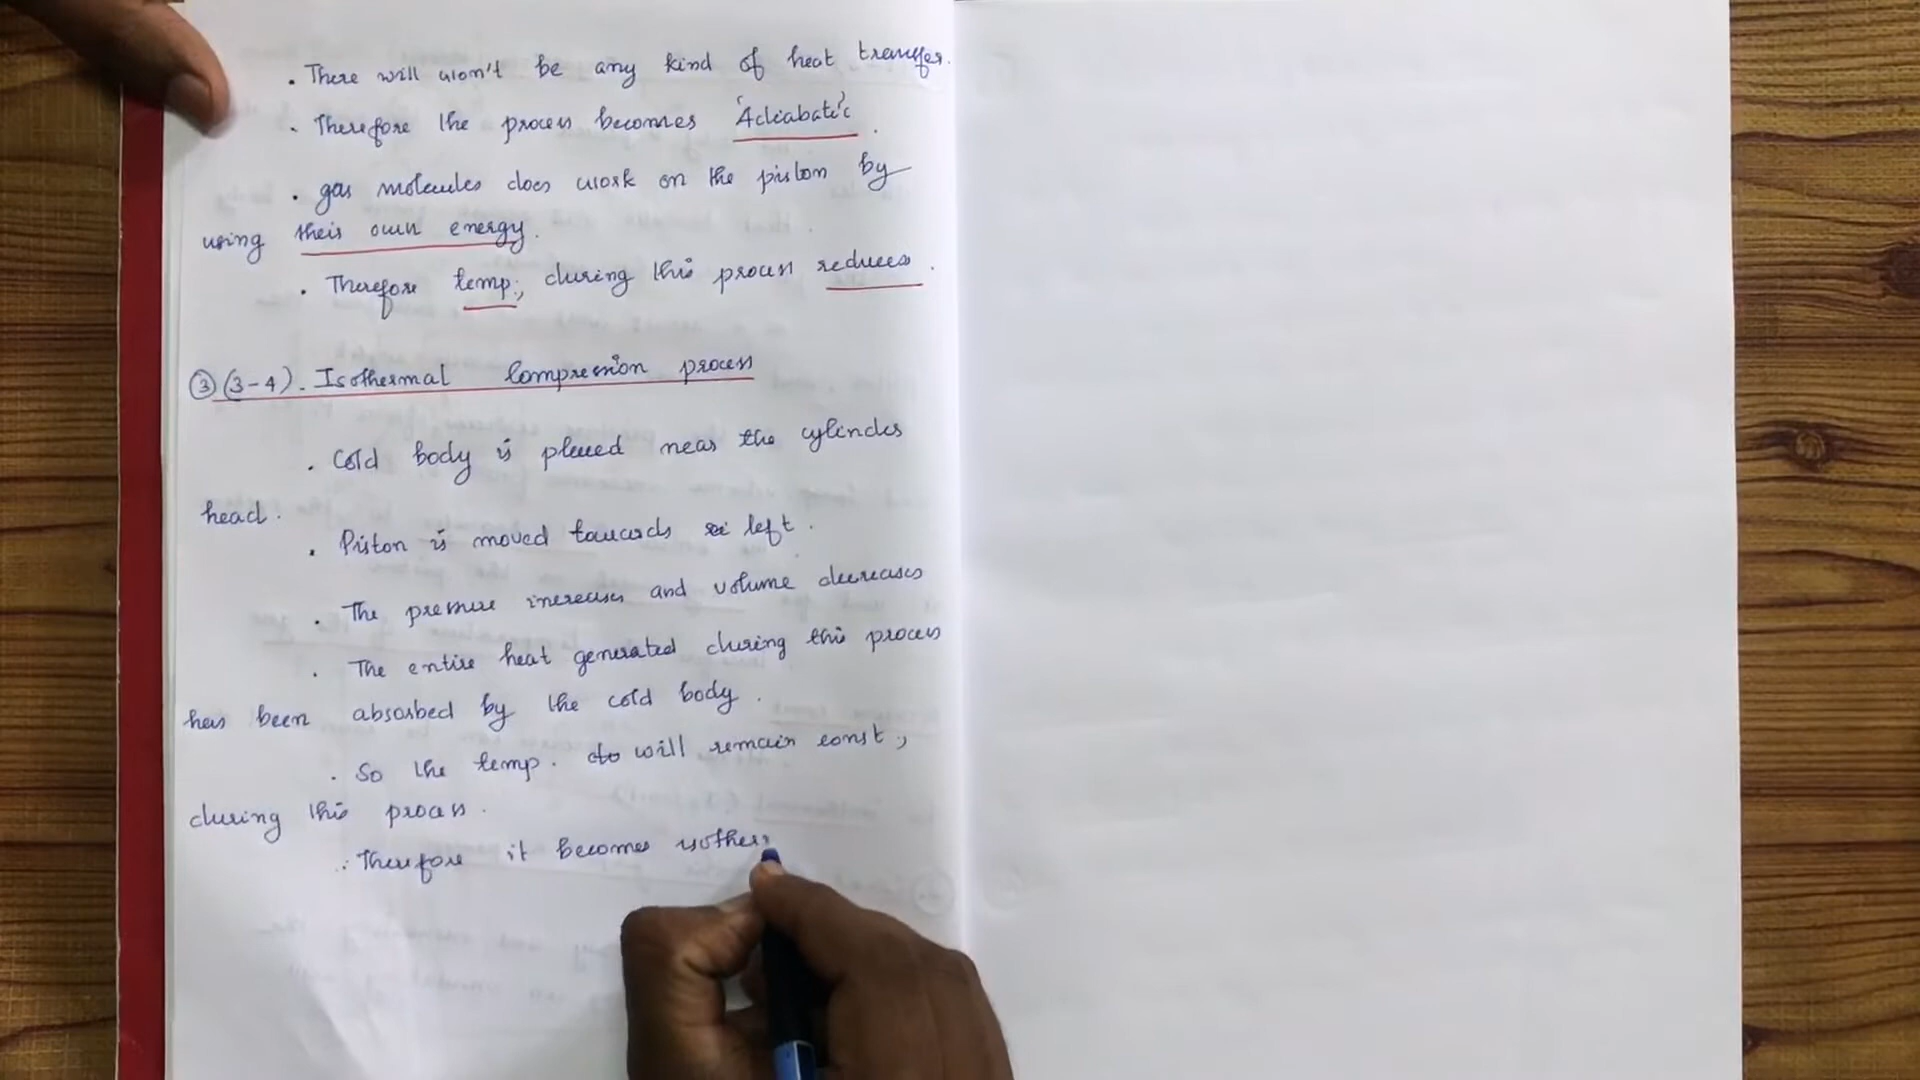 . There will won't be any kind of heat transfer.
. Therefore the process becomes 'Adiabatic' .
. gas molecules does work on the piston by
using their own energy.
. Therefore temp; during this process reduces .
③ (3-4). Isothermal Compression process
. Cold body is placed near the cylinder
head.
. Piston is moved towards left .
. The pressure increases and volume decreases
. The entire heat generated during this process
has been absorbed by the cold body .
. So the temp. will remain const ;
during this process .
∴ Therefore it becomes isother